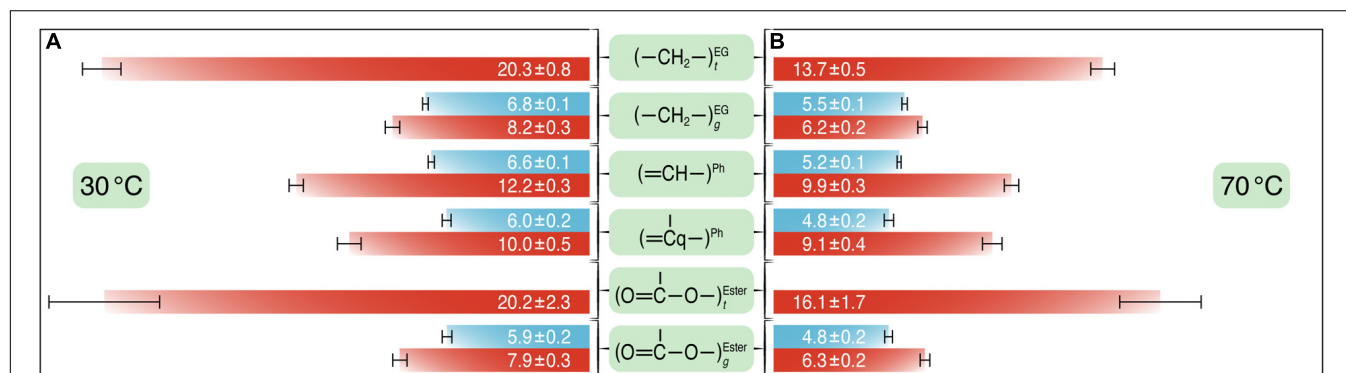 A
B
20.3±0.8
(–CH₂–)ₜᴱᴳ
13.7±0.5
6.8±0.1
8.2±0.3
(–CH₂–)g^EG
5.5±0.1
6.2±0.2
30 °C
6.6±0.1
12.2±0.3
(=CH–)^Ph
5.2±0.1
9.9±0.3
70 °C
6.0±0.2
10.0±0.5
(=Cq–)^Ph
4.8±0.2
9.1±0.4
20.2±2.3
(O=C–O–)t^Ester
16.1±1.7
5.9±0.2
7.9±0.3
(O=C–O–)g^Ester
4.8±0.2
6.3±0.2